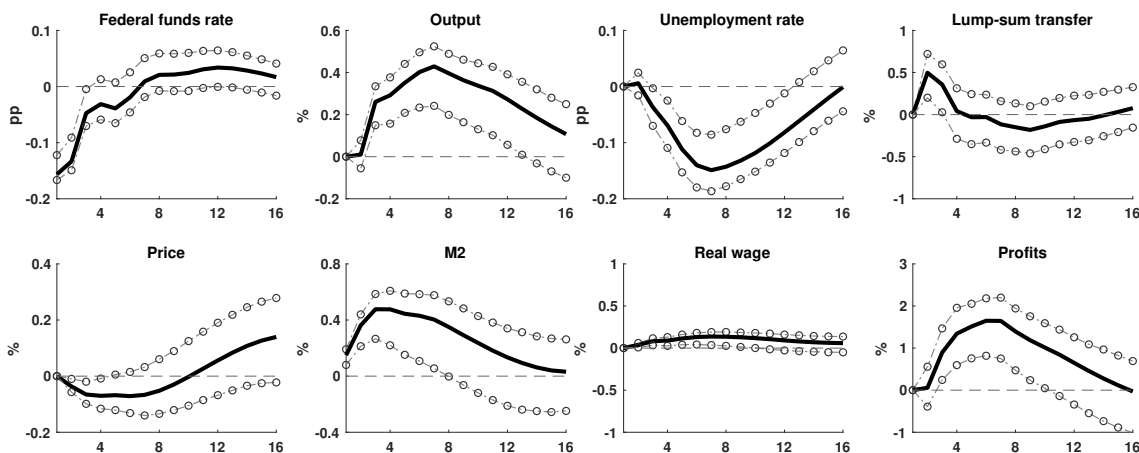 Federal funds rate
0.1
0
-0.1
-0.2
pp
4 8 12 16
Output
0.6
0.4
0.2
0
-0.2
%
4 8 12 16
Unemployment rate
0.1
0
-0.1
-0.2
pp
4 8 12 16
Lump-sum transfer
1
0.5
0
-0.5
-1
%
4 8 12 16
Price
0.4
0.2
0
-0.2
%
4 8 12 16
M2
0.8
0.4
0
-0.4
%
4 8 12 16
Real wage
1
0.5
0
-0.5
-1
%
4 8 12 16
Profits
3
2
1
0
-1
%
4 8 12 16